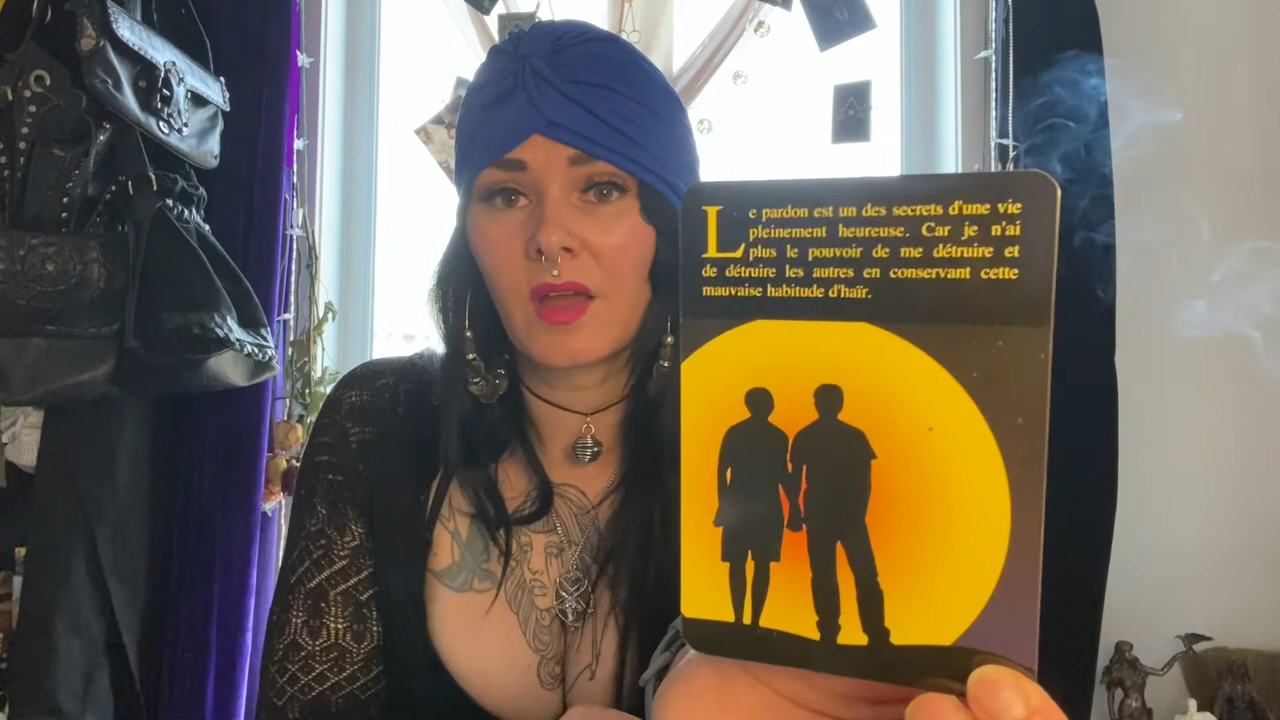 Le pardon est un des secrets d'une vie
pleinement heureuse. Car je n'ai
plus le pouvoir de me détruire et
de détruire les autres en conservant cette
mauvaise habitude d'haïr.